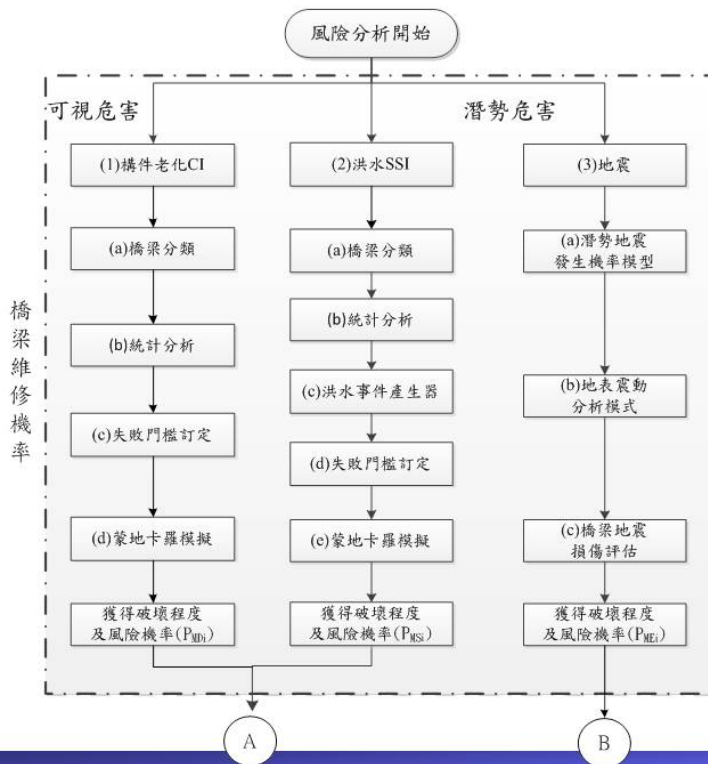 風險分析開始
可視危害
潛勢危害
(1)構件老化CI
(2)洪水SSI
(3)地震
(a)橋梁分類
(a)橋梁分類
(a)潛勢地震
發生機率模型
橋梁維修機率
(b)統計分析
(b)統計分析
(c)洪水事件產生器
(b)地表震動
分析模式
(c)失敗門檻訂定
(d)失敗門檻訂定
(d)蒙地卡羅模擬
(e)蒙地卡羅模擬
(c)橋梁地震
損傷評估
獲得破壞程度
及風險機率(PMDi)
獲得破壞程度
及風險機率(PMSi)
獲得破壞程度
及風險機率(PMEi)
A
B